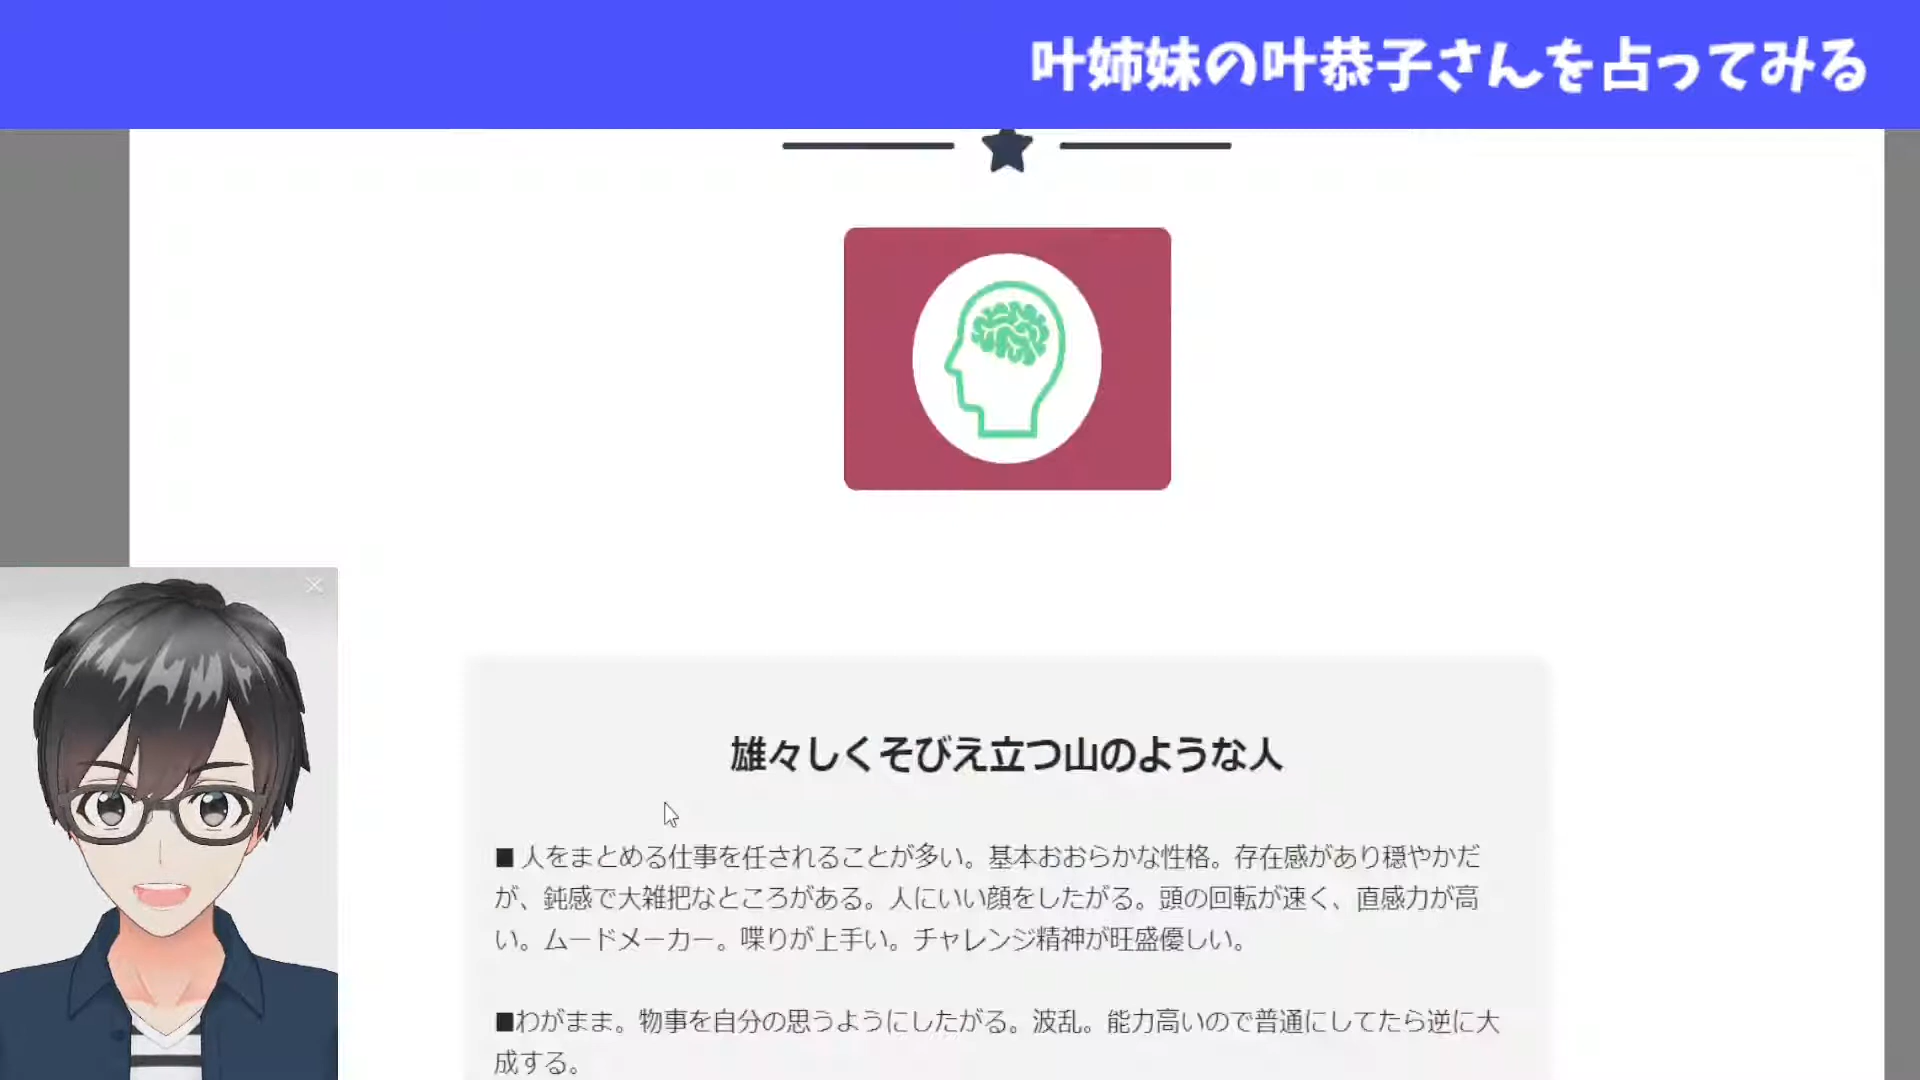 叶姉妹の叶恭子さんを占ってみる
雄々しくそびえ立つ山のような人
■ 人をまとめる仕事を任されることが多い。基本おおらかな性格。存在感があり穏やかだ
が、鈍感で大雑把なところがある。人にいい顔をしたがる。頭の回転が速く、直感力が高
い。ムードメーカー。喋りが上手い。チャレンジ精神が旺盛優しい。
■わがまま。物事を自分の思うようにしたがる。波乱。能力高いので普通にしてたら逆に大
成する。